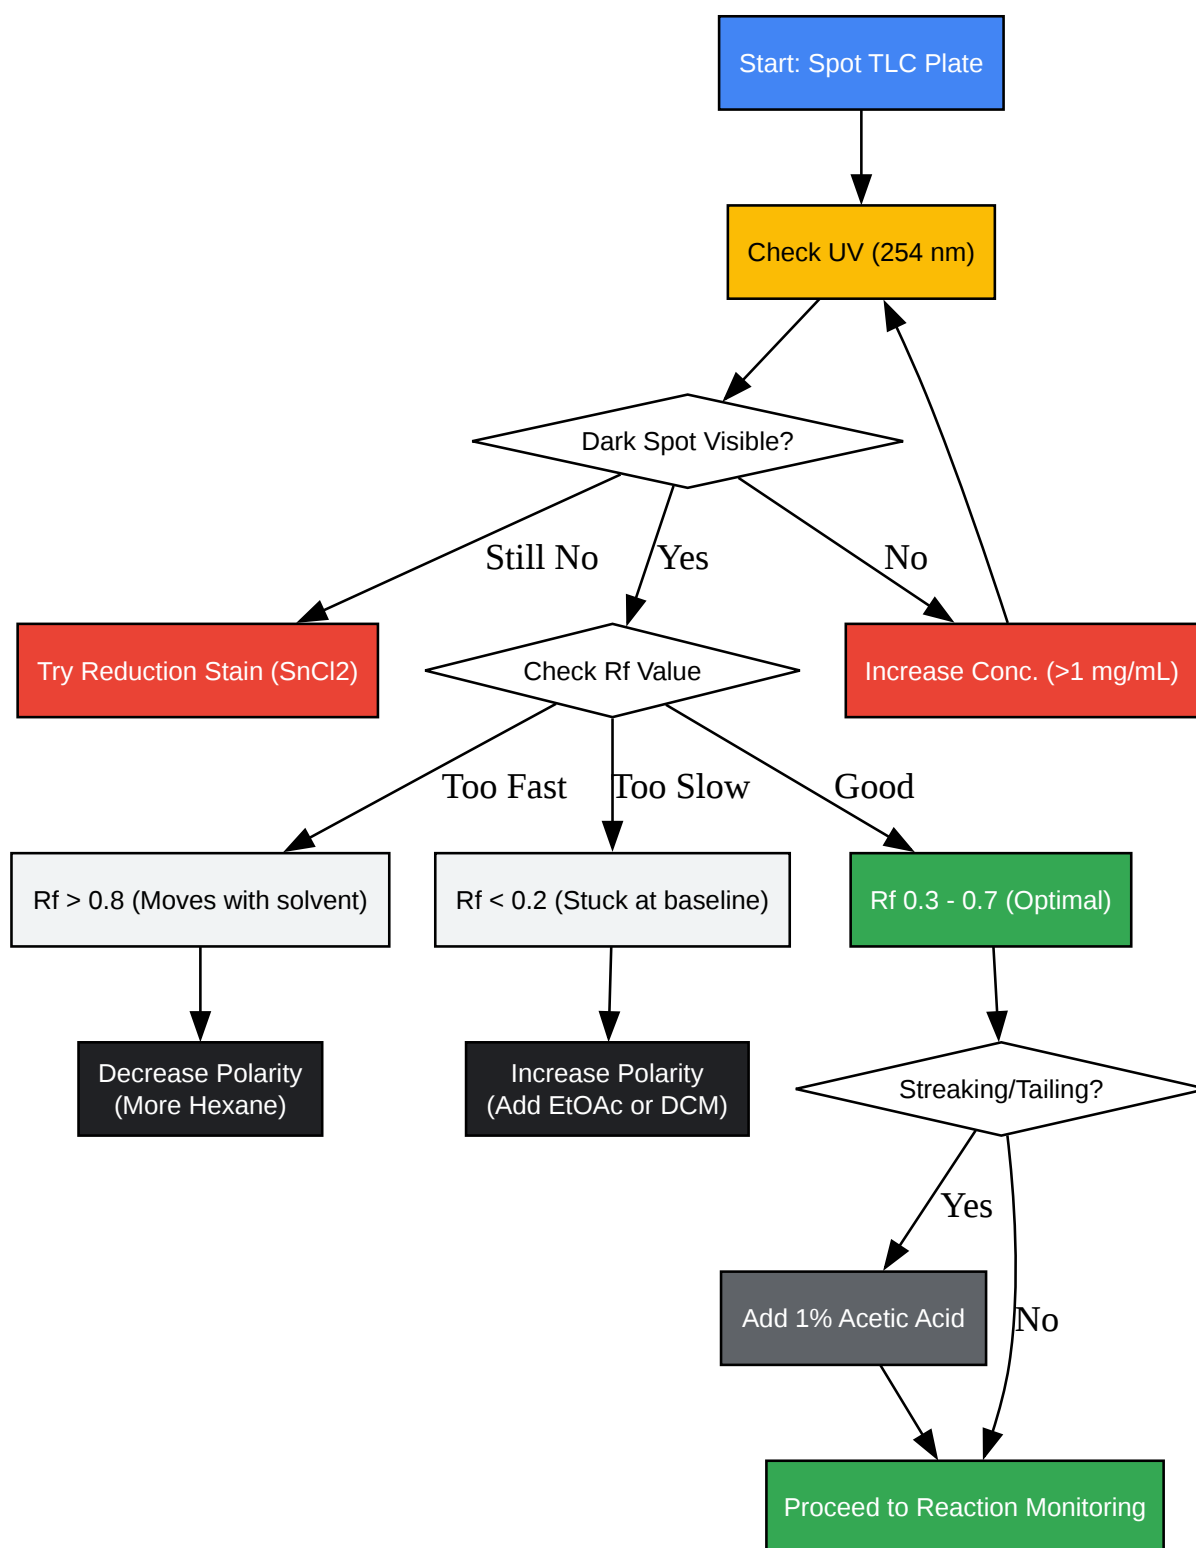 Start: Spot TLC Plate
Check UV (254 nm)
Dark Spot Visible?
Still No
Yes
No
Try Reduction Stain (SnCl2)
Check Rf Value
Increase Conc. (>1 mg/mL)
Too Fast
Too Slow
Good
Rf > 0.8 (Moves with solvent)
Rf < 0.2 (Stuck at baseline)
Rf 0.3 - 0.7 (Optimal)
Decrease Polarity
(More Hexane)
Increase Polarity
(Add EtOAc or DCM)
Streaking/Tailing?
Yes
Add 1% Acetic Acid
No
Proceed to Reaction Monitoring